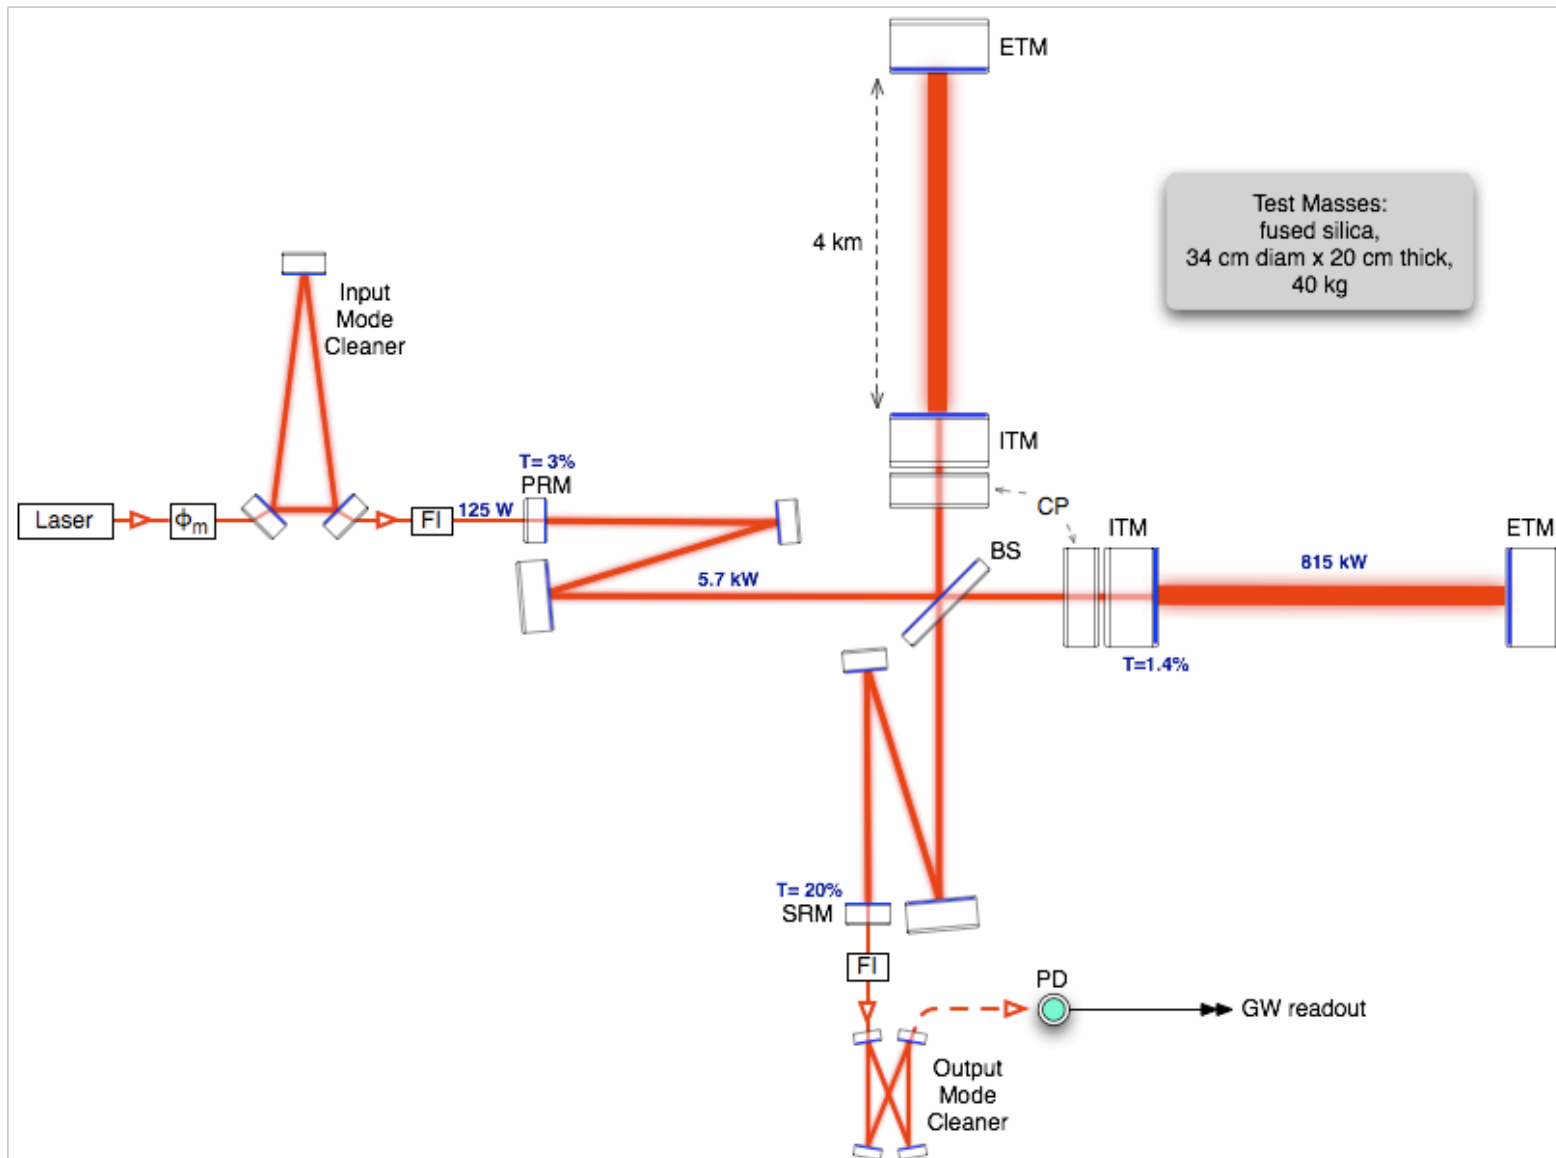 ETM
4 km
Test Masses:
fused silica,
34 cm diam x 20 cm thick,
40 kg
Input
Mode
Cleaner
ITM
T= 3%
PRM
CP
Laser
ϕm
FI
125 W
ITM
ETM
BS
5.7 kW
815 kW
T=1.4%
T= 20%
SRM
FI
PD
GW readout
Output
Mode
Cleaner